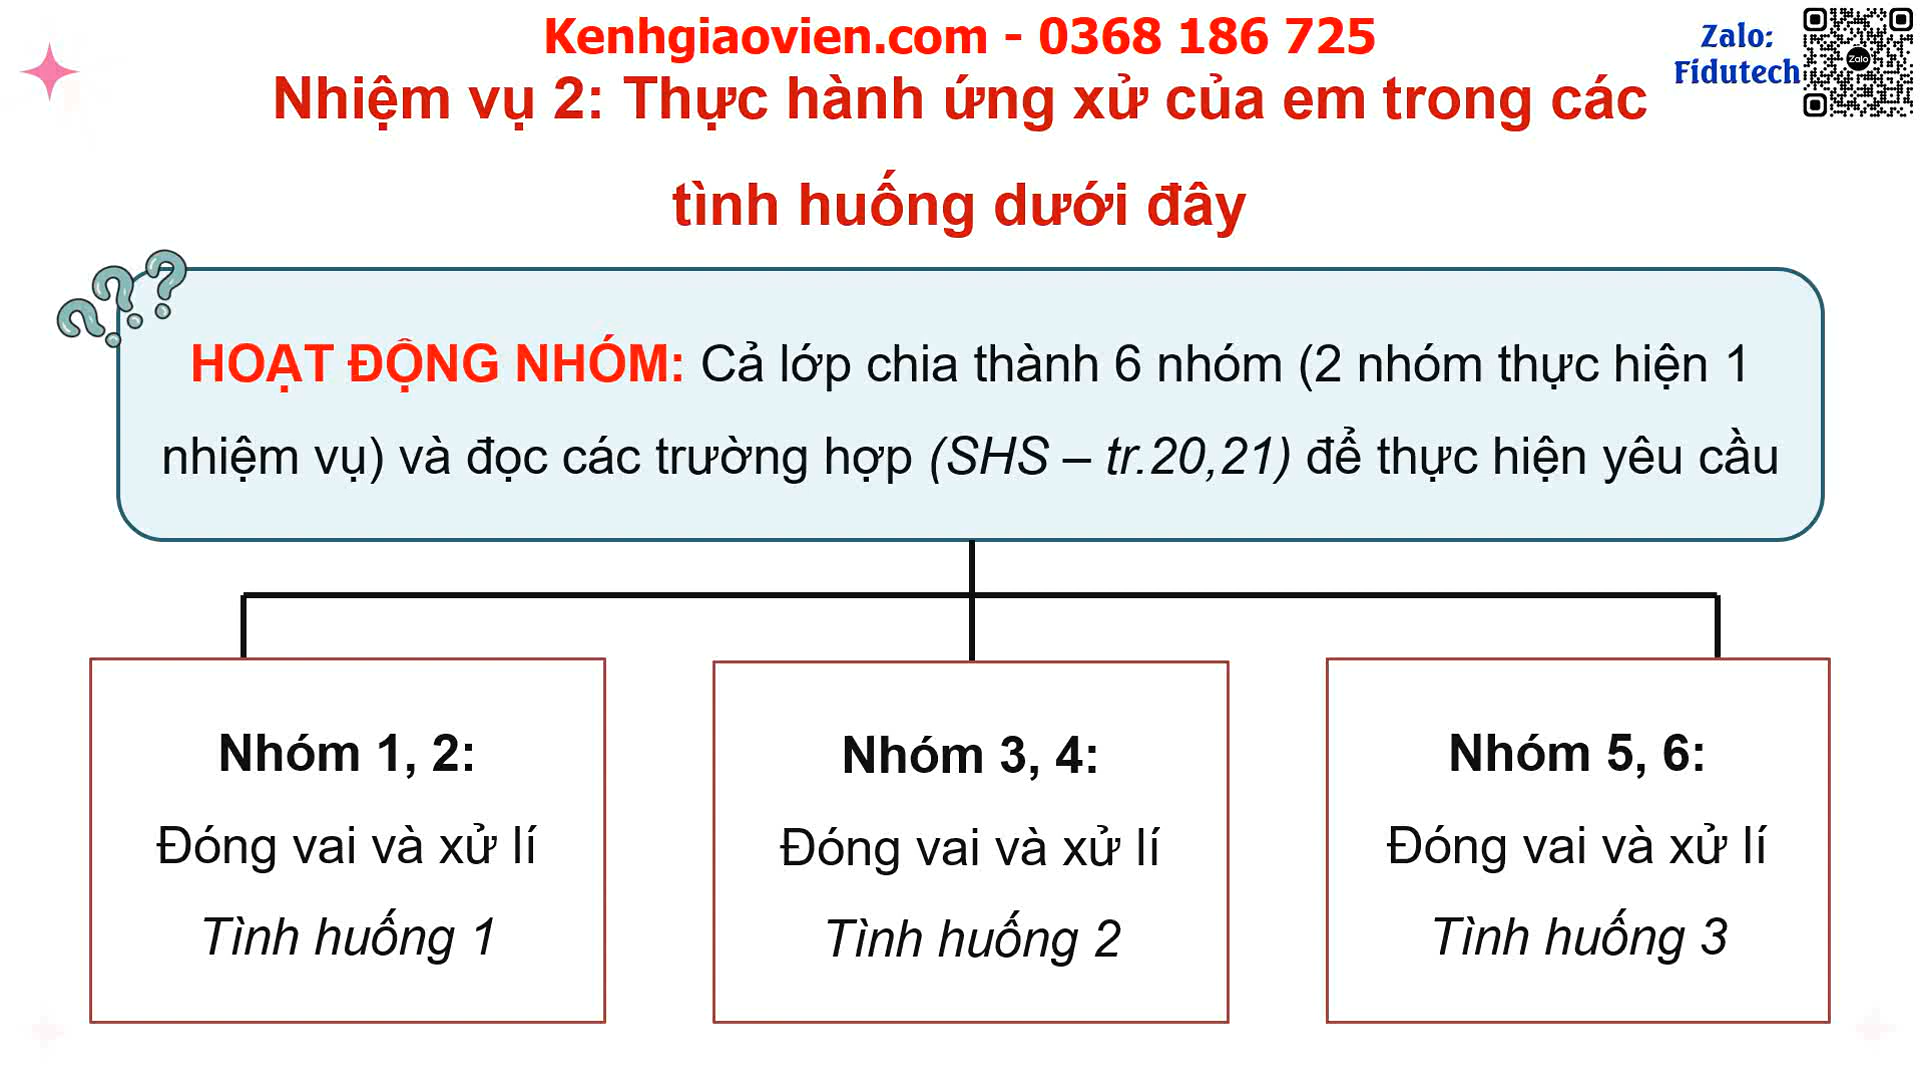 Kenhgiaovien.com - 0368 186 725
Zalo:
Fidutech
Zalo
Nhiệm vụ 2: Thực hành ứng xử của em trong các
tình huống dưới đây
HOẠT ĐỘNG NHÓM: Cả lớp chia thành 6 nhóm (2 nhóm thực hiện 1
nhiệm vụ) và đọc các trường hợp (SHS – tr.20,21) để thực hiện yêu cầu
Nhóm 1, 2:
Đóng vai và xử lí
Tình huống 1
Nhóm 3, 4:
Đóng vai và xử lí
Tình huống 2
Nhóm 5, 6:
Đóng vai và xử lí
Tình huống 3